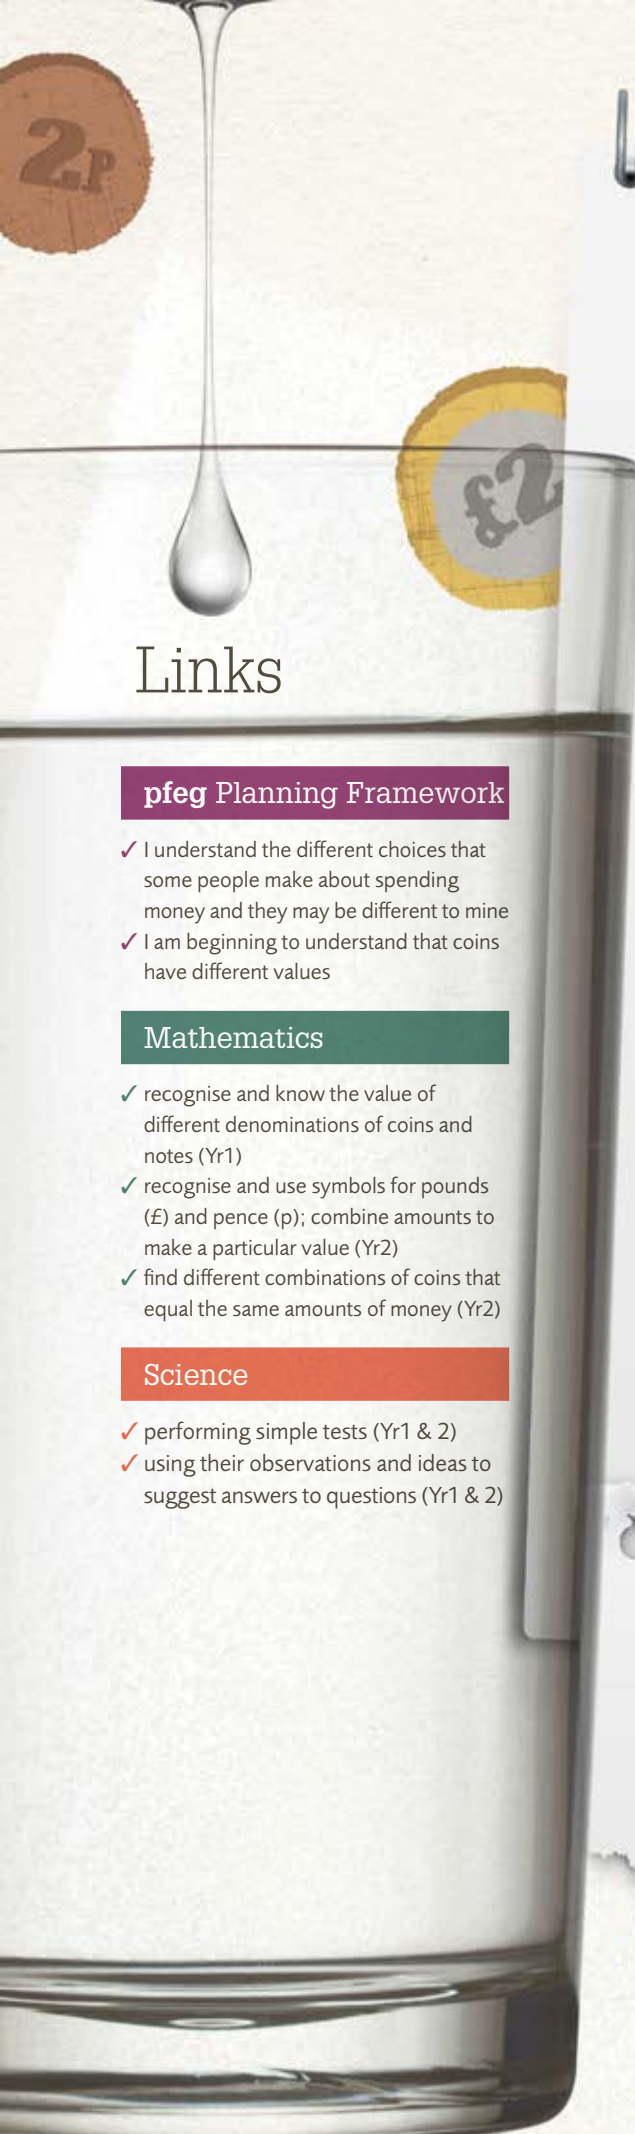 2P
£2
Links
pfeg Planning Framework
✓ I understand the different choices that
some people make about spending
money and they may be different to mine
✓ I am beginning to understand that coins
have different values
Mathematics
✓ recognise and know the value of
different denominations of coins and
notes (Yr1)
✓ recognise and use symbols for pounds
(£) and pence (p); combine amounts to
make a particular value (Yr2)
✓ find different combinations of coins that
equal the same amounts of money (Yr2)
Science
✓ performing simple tests (Yr1 & 2)
✓ using their observations and ideas to
suggest answers to questions (Yr1 & 2)